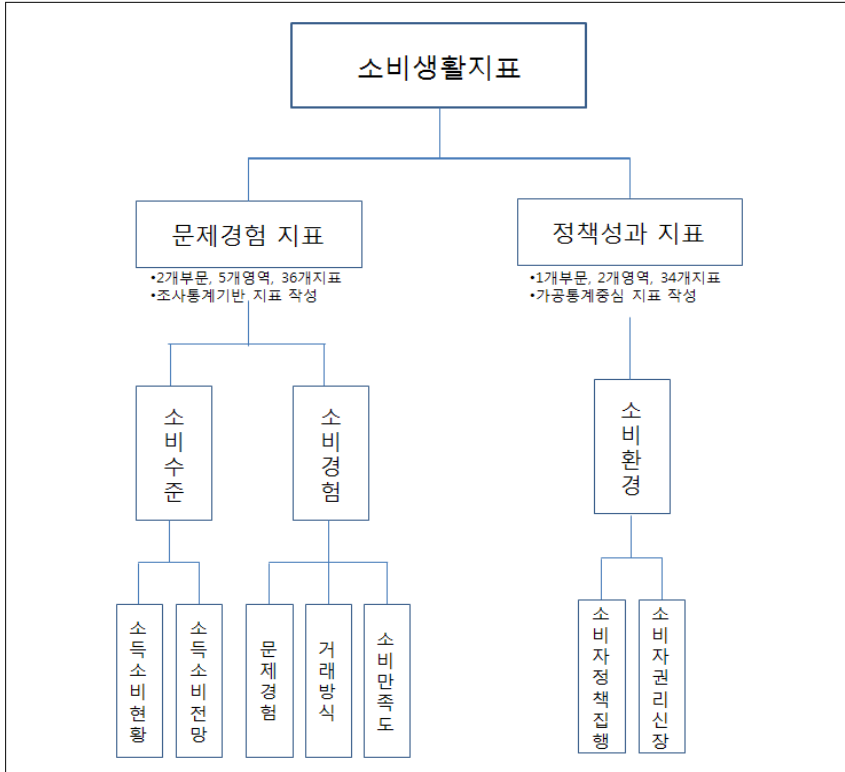 소비생활지표
문제경험 지표
•2개부문, 5개영역, 36개지표
•조사통계기반 지표 작성
정책성과 지표
•1개부문, 2개영역, 34개지표
•가공통계중심 지표 작성
소비수준
소비경험
소비환경
소득소비현황
소득소비전망
문제경험
거래방식
소비만족도
소비자정책집행
소비자권리신장